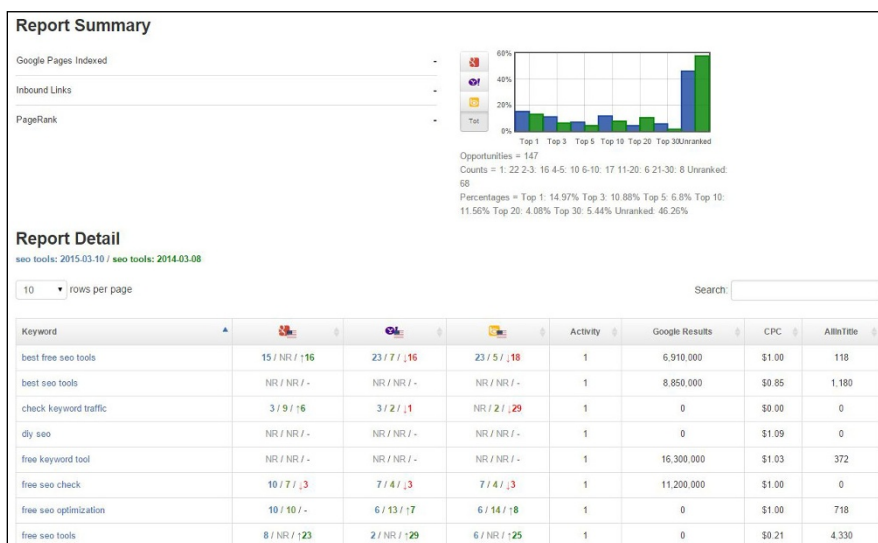 Report Summary
Google Pages Indexed -
Inbound Links -
PageRank -
Tot
60%
40%
20%
0%
Top 1 Top 3 Top 5 Top 10 Top 20 Top 30 Unranked
Opportunities = 147
Counts = 1: 22 2-3: 16 4-5: 10 6-10: 17 11-20: 6 21-30: 8 Unranked:
68
Percentages = Top 1: 14.97% Top 3: 10.88% Top 5: 6.8% Top 10:
11.56% Top 20: 4.08% Top 30: 5.44% Unranked: 46.26%
Report Detail
seo tools: 2015-03-10 / seo tools: 2014-03-08
10 rows per page Search:
Keyword Activity Google Results CPC AllInTitle
best free seo tools 15 / NR / ↑16 23 / 7 / ↓16 23 / 5 / ↓18 1 6,910,000 $1.00 118
best seo tools NR / NR / - NR / NR / - NR / NR / - 1 8,850,000 $0.85 1,180
check keyword traffic 3 / 9 / ↑6 3 / 2 / ↓1 NR / 2 / ↓29 1 0 $0.00 0
diy seo NR / NR / - NR / NR / - NR / NR / - 1 0 $1.09 0
free keyword tool NR / NR / - NR / NR / - NR / NR / - 1 16,300,000 $1.03 372
free seo check 10 / 7 / ↓3 7 / 4 / ↓3 7 / 4 / ↓3 1 11,200,000 $1.00 0
free seo optimization 10 / 10 / - 6 / 13 / ↑7 6 / 14 / ↑8 1 0 $1.00 718
free seo tools 8 / NR / ↑23 2 / NR / ↑29 6 / NR / ↑25 1 0 $0.21 4,330